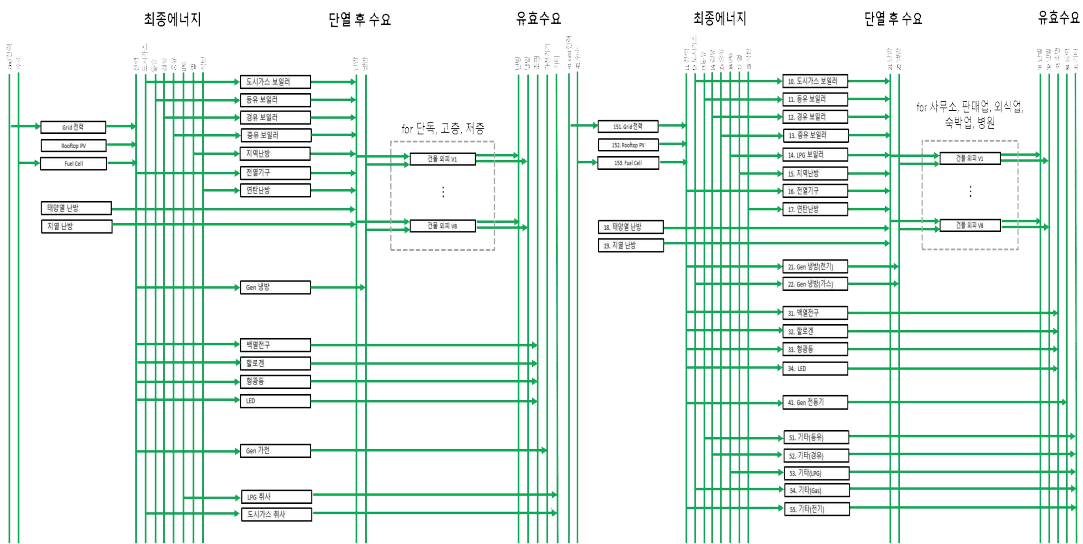 최종에너지
단열 후 수요
유효수요
도시가스 보일러
등유 보일러
경유 보일러
중유 보일러
지역난방
전열기구
연탄난방
Grid 전력
Rooftop PV
Fuel Cell
태양열 난방
지열 난방
for 단독, 고층, 저층
건물 외피 V1
⋮
건물 외피 V8
Gen 냉방
백열전구
할로겐
형광등
LED
Gen 가전
LPG 취사
도시가스 취사
최종에너지
단열 후 수요
유효수요
10. 도시가스 보일러
11. 등유 보일러
12. 경유 보일러
13. 중유 보일러
14. LPG 보일러
15. 지역난방
16. 전열기구
17. 연탄난방
151. Grid 전력
152. Rooftop PV
153. Fuel Cell
18. 태양열 난방
19. 지열 난방
for 사무소, 판매업, 외식업,
숙박업, 병원
건물 외피 V1
⋮
건물 외피 V8
21. Gen 냉방(전기)
22. Gen 냉방(가스)
31. 백열전구
32. 할로겐
33. 형광등
34. LED
41. Gen 전동기
51. 기타(등유)
52. 기타(경유)
53. 기타(LPG)
54. 기타(Gas)
55. 기타(전기)